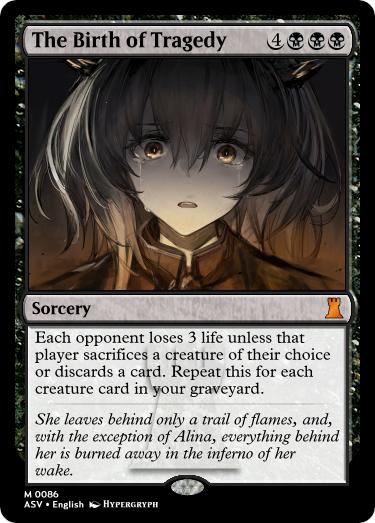 The Birth of Tragedy 4
Sorcery
Each opponent loses 3 life unless that
player sacrifices a creature of their choice
or discards a card. Repeat this for each
creature card in your graveyard.
She leaves behind only a trail of flames, and,
with the exception of Alina, everything behind
her is burned away in the inferno of her
wake.
M 0086
ASV • English HYPERGRYPH